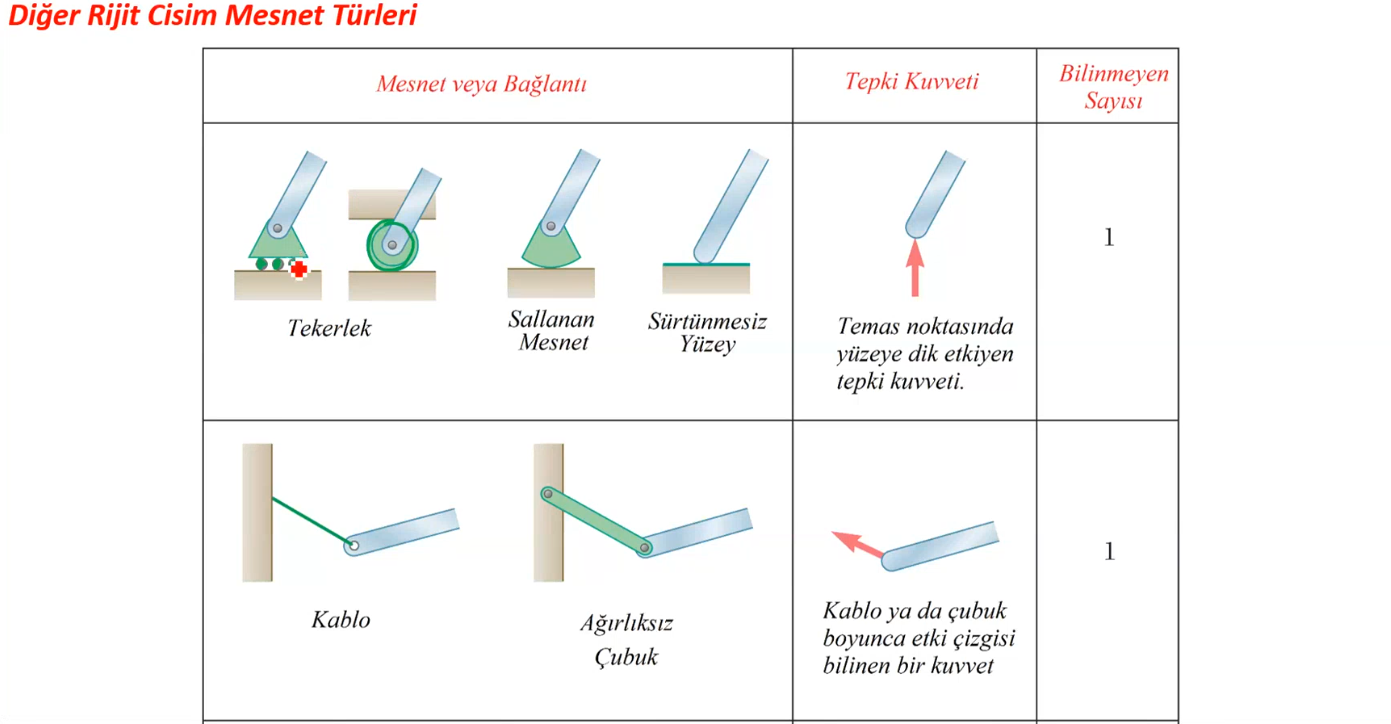 Diğer Rijit Cisim Mesnet Türleri
Mesnet veya Bağlantı
Tepki Kuvveti
Bilinmeyen
Sayısı
Tekerlek
Sallanan
Mesnet
Sürtünmesiz
Yüzey
Temas noktasında
yüzeye dik etkiyen
tepki kuvveti.
1
Kablo
Ağırlıksız
Çubuk
Kablo ya da çubuk
boyunca etki çizgisi
bilinen bir kuvvet
1